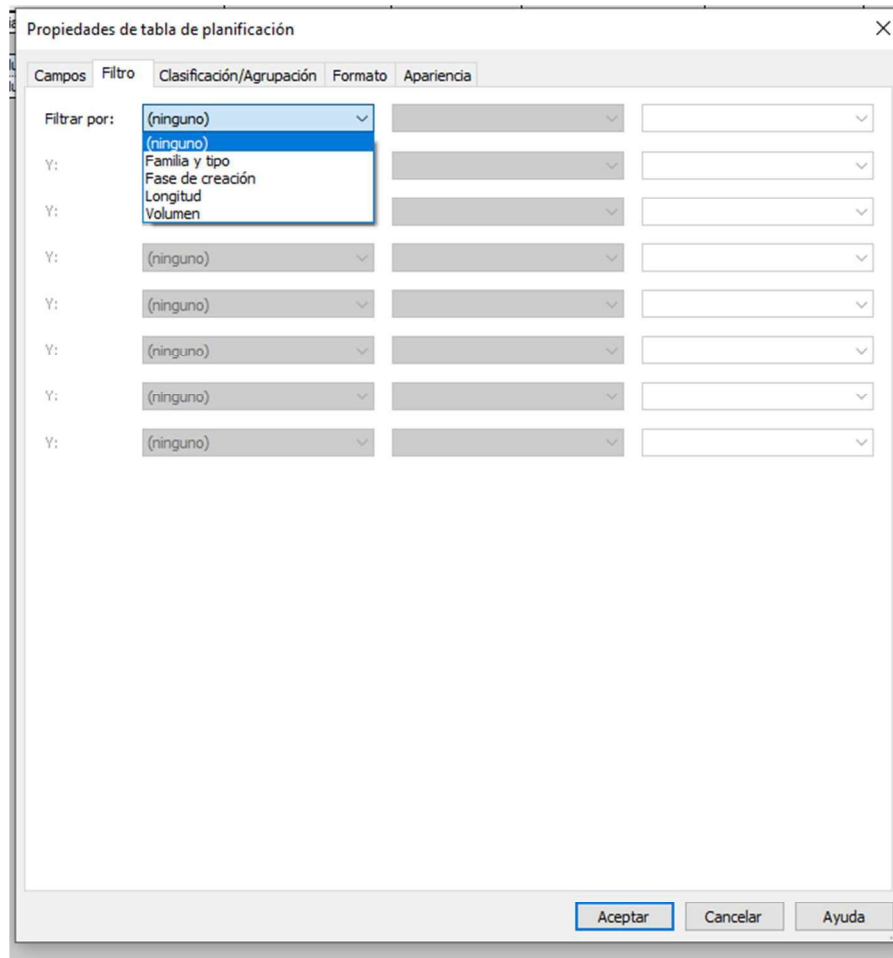 Propiedades de tabla de planificación
Campos Filtro Clasificación/Agrupación Formato Apariencia
Filtrar por: (ninguno)
(ninguno)
Familia y tipo
Y:
Fase de creación
Longitud
Y:
Volumen
Y: (ninguno)
Y: (ninguno)
Y: (ninguno)
Y: (ninguno)
Y: (ninguno)
Aceptar Cancelar Ayuda